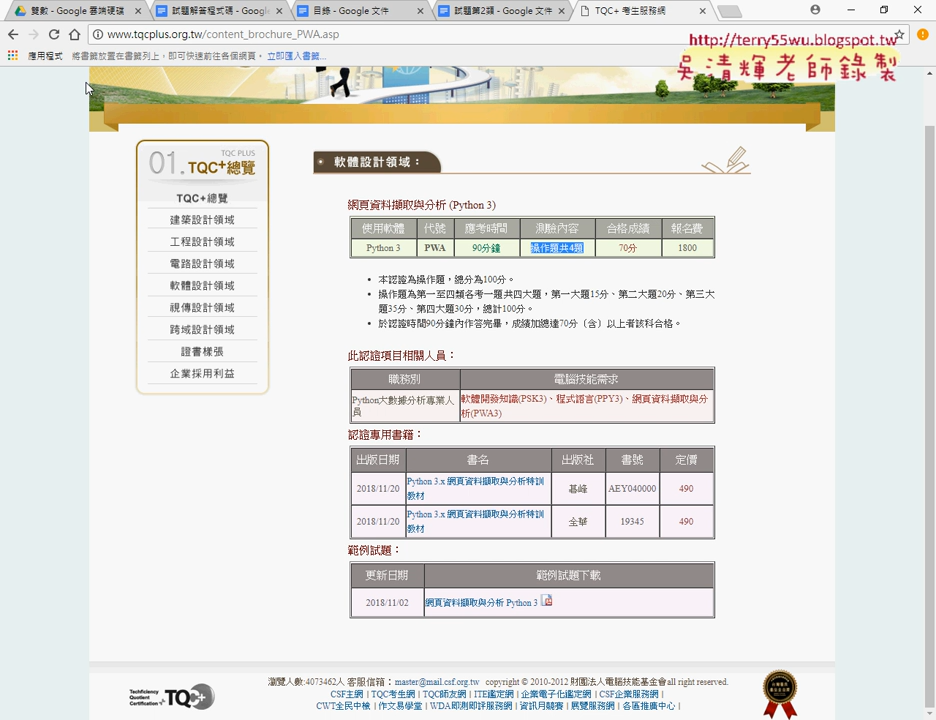 雙數 - Google 雲端硬碟
試題解答程式碼 - Googl
目錄 - Google 文件
試題第2類 - Google 文件
TQC+ 考生服務網
www.tqcplus.org.tw/content_brochure_PWA.asp
應用程式 將書籤放置在書籤列上，即可快速前往各個網頁。 立即匯入書籤...
http://terry55wu.blogspot.tw
吳清輝老師錄製
01. TQC PLUS
TQC+總覽
TQC+總覽
建築設計領域
工程設計領域
電路設計領域
軟體設計領域
視傳設計領域
跨域設計領域
證書樣張
企業採用利益
軟體設計領域：
網頁資料擷取與分析 (Python 3)
使用軟體 代號 應考時間 測驗內容 合格成績 報名費
Python 3 PWA 90分鐘 操作題共4題 70分 1800
• 本認證為操作題，總分為100分。
• 操作題為第一至四類各考一題共四大題，第一大題15分、第二大題20分、第三大
題35分、第四大題30分，總計100分。
• 於認證時間90分鐘內作答完畢，成績加總達70分（含）以上者該科合格。
此認證項目相關人員：
職務別 電腦技能需求
Python大數據分析專業人
員
軟體開發知識(PSK3)、程式語言(PPY3)、網頁資料擷取與分
析(PWA3)
認證專用書籍：
出版日期 書名 出版社 書號 定價
2018/11/20 Python 3.x 網頁資料擷取與分析特訓
教材 碁峰 AEY040000 490
2018/11/20 Python 3.x 網頁資料擷取與分析特訓
教材 全華 19345 490
範例試題：
更新日期 範例試題下載
2018/11/02 網頁資料擷取與分析 Python 3
Techficiency
Quotient
Certification
TQC+
瀏覽人數:4073462人 客服信箱：master@mail.csf.org.tw copyright © 2010-2012 財團法人電腦技能基金會all right reserved.
CSF主網｜TQC考生網｜TQC師友網｜ITE鑑定網｜企業電子化鑑定網｜CSF企業服務網｜
CWT全民中檢｜作文易學堂｜WDA即測即評服務網｜資訊月競賽｜展覽服務網｜各區推廣中心｜